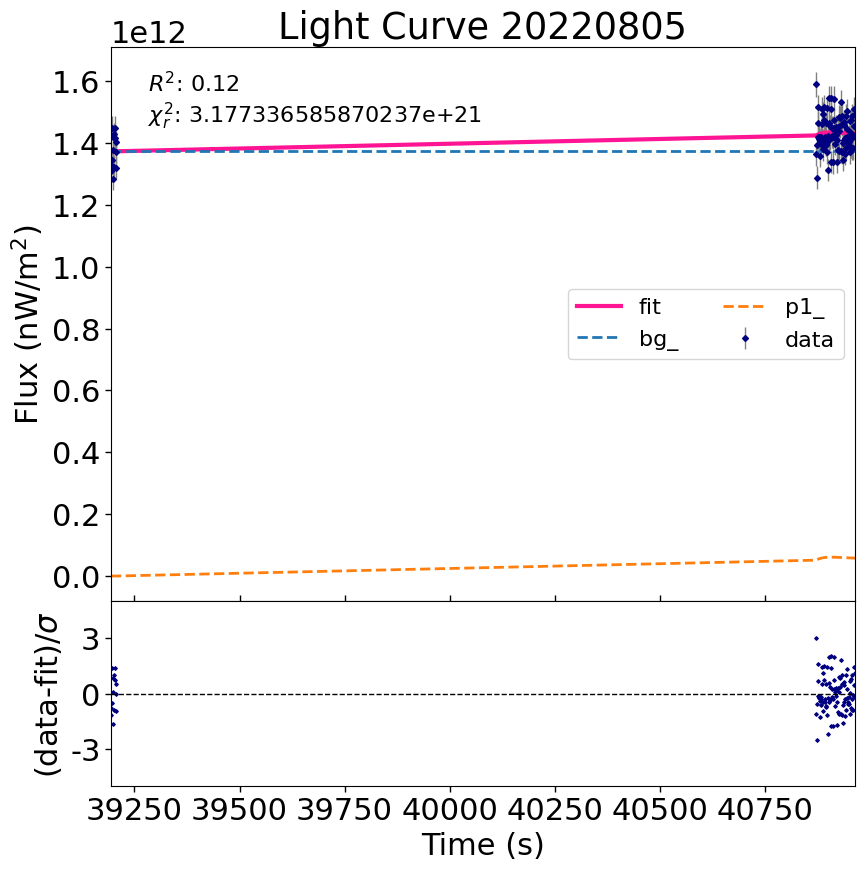 Light Curve 20220805
1e12
R²: 0.12
χ²ᵣ: 3.177336585870237e+21
1.6
1.4
1.2
1.0
0.8
0.6
0.4
0.2
0.0
Flux (nW/m²)
fit
p1_
bg_
data
3
0
-3
(data-fit)/σ
39250 39500 39750 40000 40250 40500 40750
Time (s)